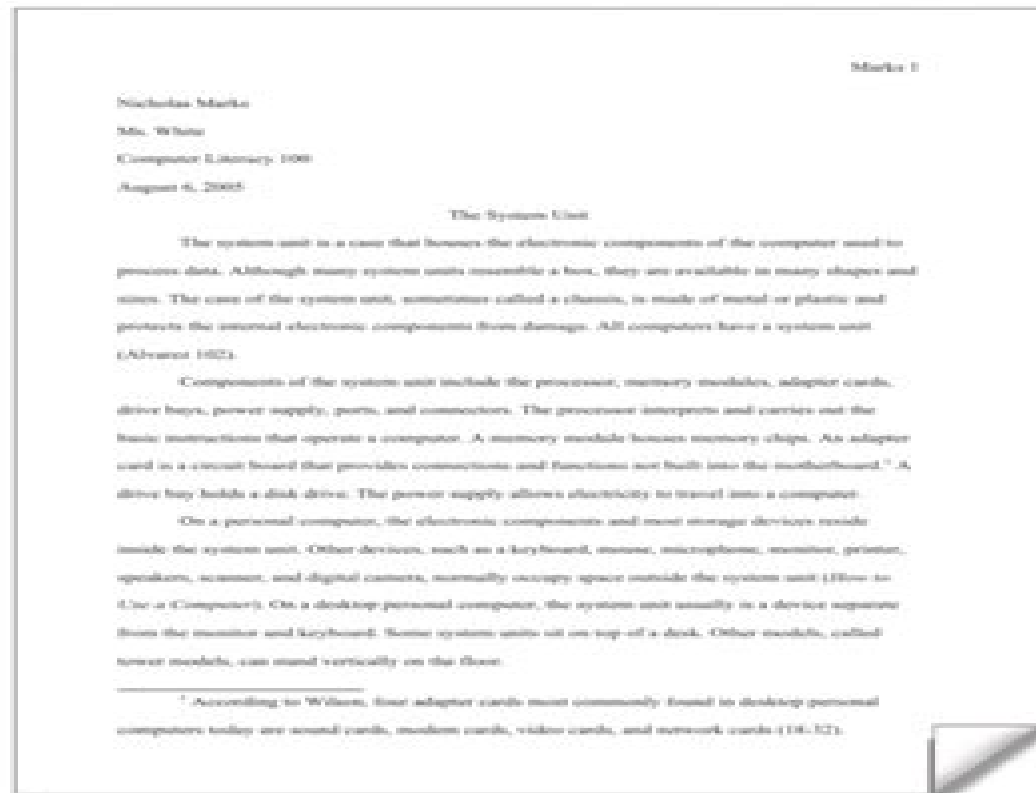 Marks 1
Nicholas Marks
Ms. White
Computer Literacy 100
August 6, 2005
The System Unit
The system unit is a case that houses the electronic components of the computer used to
process data. Although many system units resemble a box, they are available in many shapes and
sizes. The case of the system unit, sometimes called a chassis, is made of metal or plastic and
protects the internal electronic components from damage. All computers have a system unit
(Alvarez 102).
Components of the system unit include the processor, memory modules, adapter cards,
drive bays, power supply, ports, and connectors. The processor interprets and carries out the
basic instructions that operate a computer. A memory module houses memory chips. An adapter
card is a circuit board that provides connections and functions not built into the motherboard.* A
drive bay holds a disk drive. The power supply allows electricity to travel into a computer.
On a personal computer, the electronic components and most storage devices reside
inside the system unit. Other devices, such as a keyboard, mouse, microphone, monitor, printer,
speakers, scanner, and digital camera, normally occupy space outside the system unit (How to
Use a Computer). On a desktop personal computer, the system unit usually is a device separate
from the monitor and keyboard. Some system units sit on top of a desk. Other models, called
tower models, can stand vertically on the floor.
* According to Wilson, four adapter cards most commonly found in desktop personal
computers today are sound cards, modem cards, video cards, and network cards (18-32).